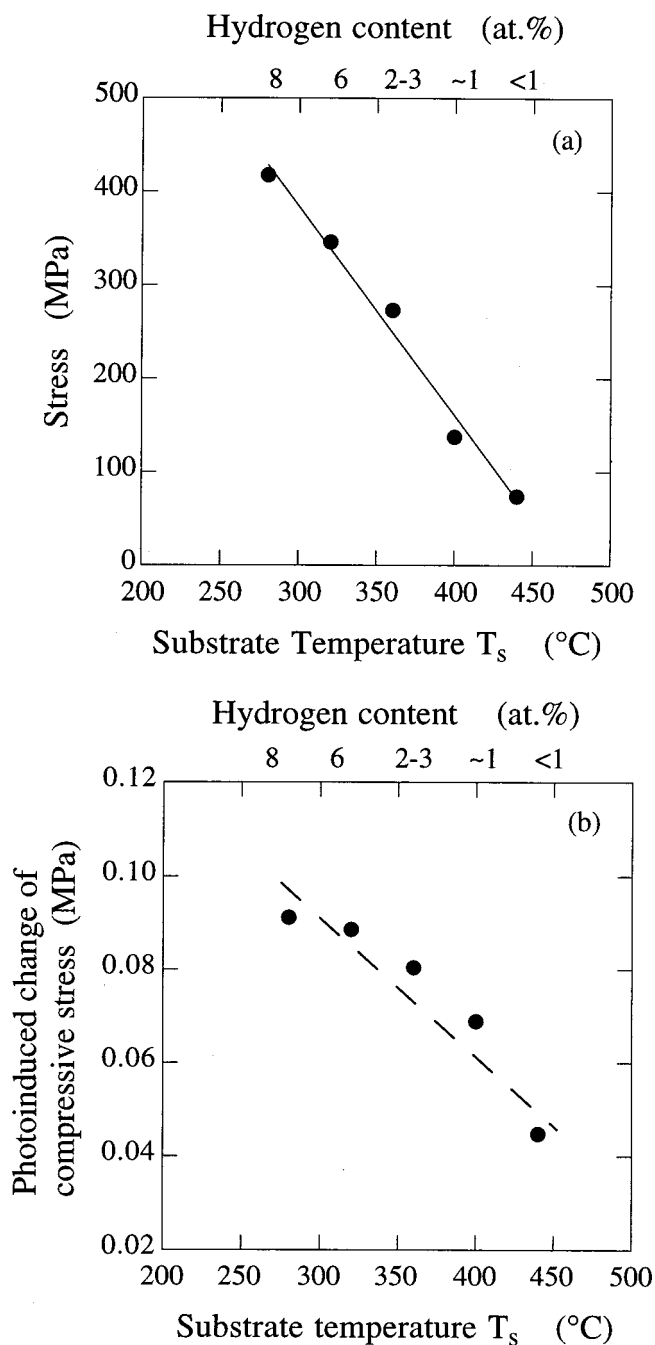 Hydrogen content (at.%)
8 6 2-3 ~1 <1
(a)
500
400
300
200
100
0
Stress (MPa)
200 250 300 350 400 450 500
Substrate Temperature Ts (°C)
Hydrogen content (at.%)
8 6 2-3 ~1 <1
(b)
0.12
0.10
0.08
0.06
0.04
0.02
Photoinduced change of
compressive stress (MPa)
200 250 300 350 400 450 500
Substrate temperature Ts (°C)